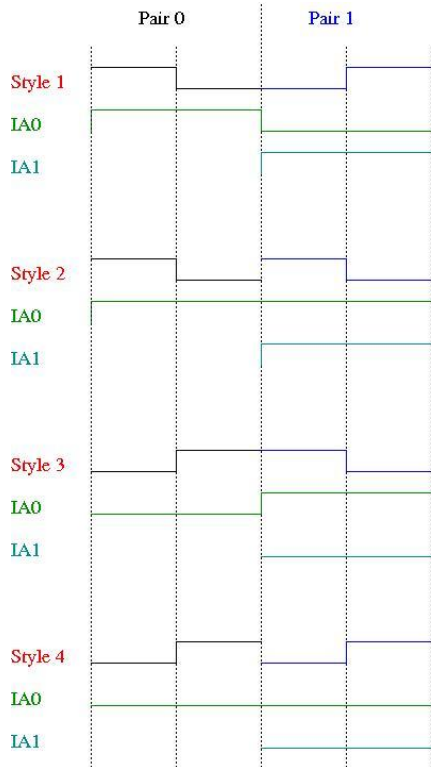 Pair 0 Pair 1
Style 1
IA0
IA1
Style 2
IA0
IA1
Style 3
IA0
IA1
Style 4
IA0
IA1